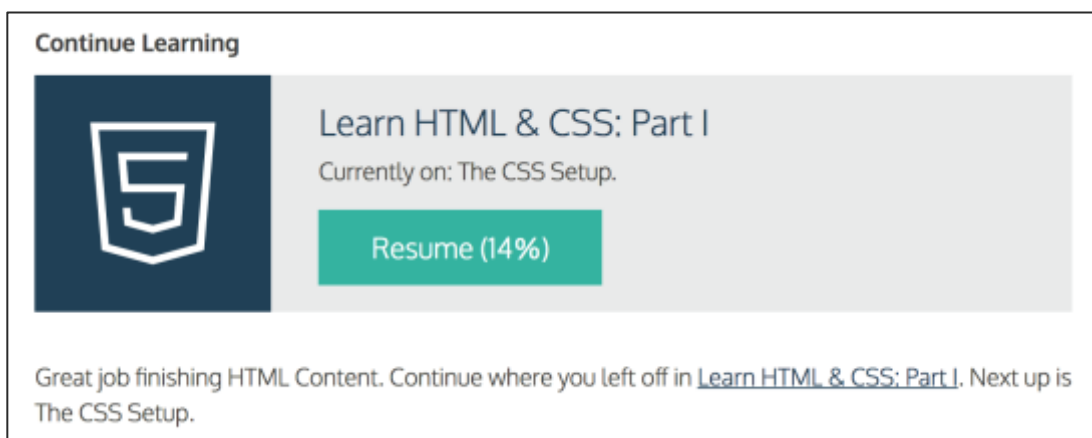 Continue Learning
Learn HTML & CSS: Part I
Currently on: The CSS Setup.
Resume (14%)
Great job finishing HTML Content. Continue where you left off in Learn HTML & CSS: Part I. Next up is
The CSS Setup.